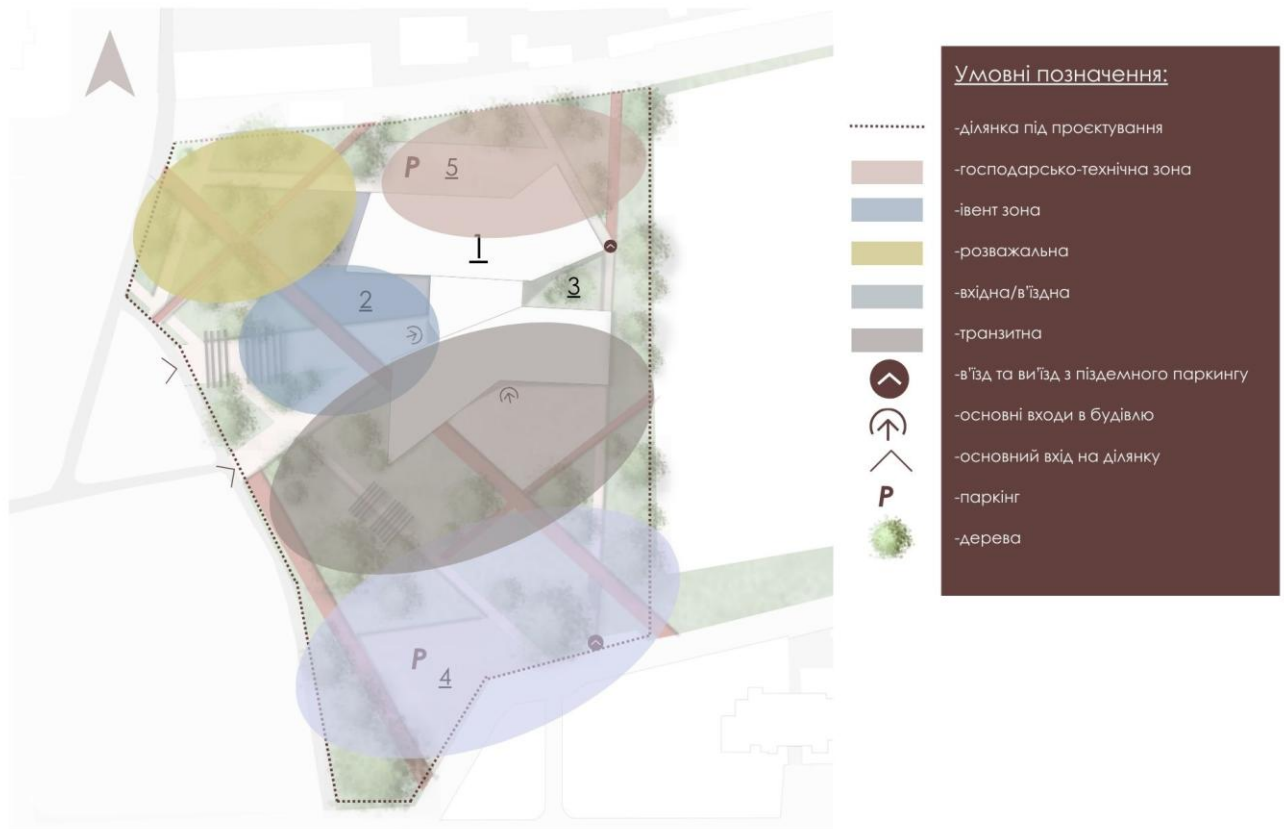 P 5
1
2
3
P 4
Умовні позначення:
-ділянка під проєктування
-господарсько-технічна зона
-івент зона
-розважальна
-вхідна/в'їздна
-транзитна
-в'їзд та ви'їзд з піздемного паркингу
-основні входи в будівлю
-основний вхід на ділянку
P -паркінг
-дерева